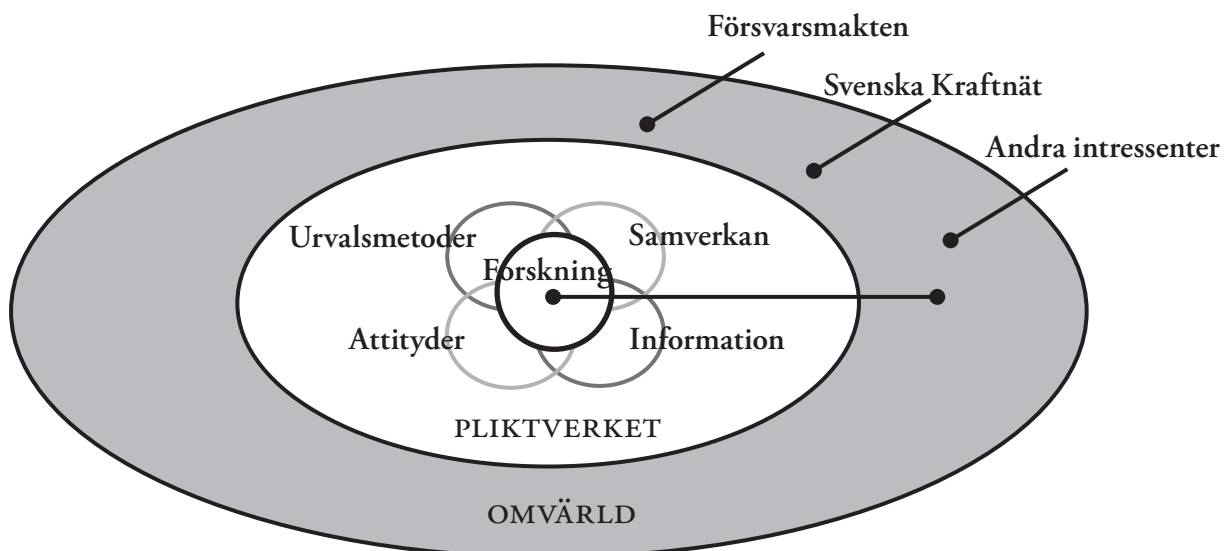 Försvarsmakten
Svenska Kraftnät
Andra intressenter
Urvalsmetoder
Samverkan
Forskning
Attityder
Information
PLIKTVERKET
OMVÄRLD